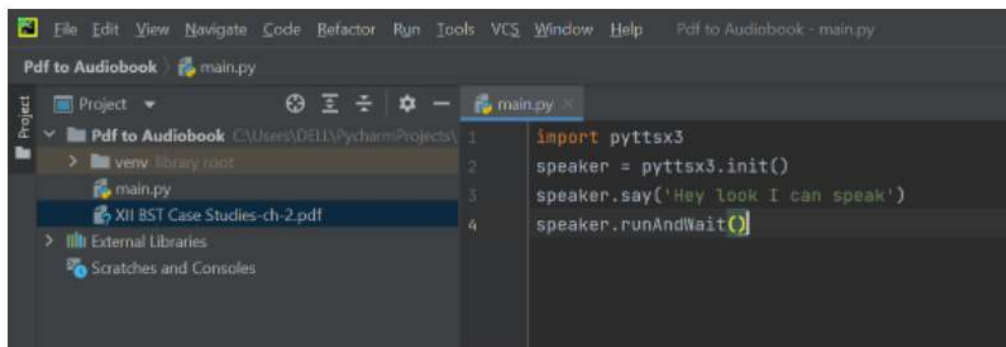 File Edit View Navigate Code Refactor Run Tools VCS Window Help Pdf to Audiobook - main.py
Pdf to Audiobook main.py
Project
Project
main.py
Pdf to Audiobook C:\Users\DELL\PycharmProjects\
venv library root
main.py
XII BST Case Studies-ch-2.pdf
External Libraries
Scratches and Consoles
1 import pyttsx3
2 speaker = pyttsx3.init()
3 speaker.say('Hey look I can speak')
4 speaker.runAndWait()